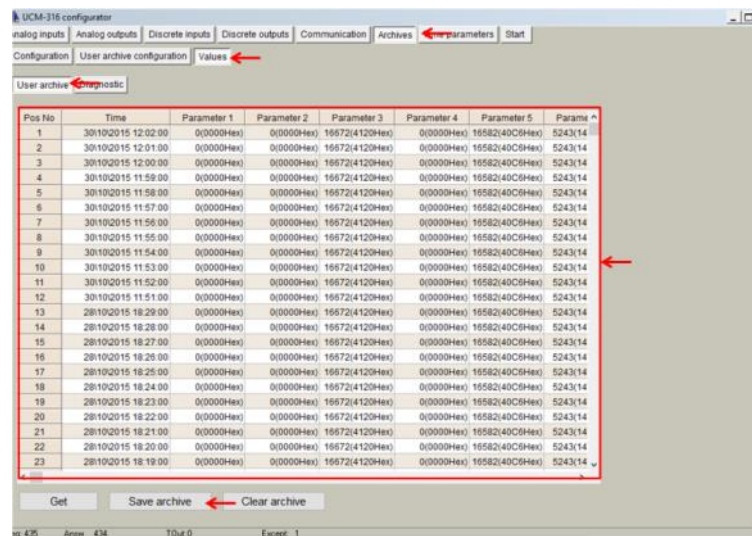 UCM-316 configurator
nalog inputs Analog outputs Discrete inputs Discrete outputs Communication Archives parameters Start
Configuration User archive configuration Values
User archive Diagnostic
Pos No Time Parameter 1 Parameter 2 Parameter 3 Parameter 4 Parameter 5 Parame
1 30\10\2015 12:02:00 0(0000Hex) 0(0000Hex) 16672(4120Hex) 0(0000Hex) 16582(40C6Hex) 5243(14
2 30\10\2015 12:01:00 0(0000Hex) 0(0000Hex) 16672(4120Hex) 0(0000Hex) 16582(40C6Hex) 5243(14
3 30\10\2015 12:00:00 0(0000Hex) 0(0000Hex) 16672(4120Hex) 0(0000Hex) 16582(40C6Hex) 5243(14
4 30\10\2015 11:59:00 0(0000Hex) 0(0000Hex) 16672(4120Hex) 0(0000Hex) 16582(40C6Hex) 5243(14
5 30\10\2015 11:58:00 0(0000Hex) 0(0000Hex) 16672(4120Hex) 0(0000Hex) 16582(40C6Hex) 5243(14
6 30\10\2015 11:57:00 0(0000Hex) 0(0000Hex) 16672(4120Hex) 0(0000Hex) 16582(40C6Hex) 5243(14
7 30\10\2015 11:56:00 0(0000Hex) 0(0000Hex) 16672(4120Hex) 0(0000Hex) 16582(40C6Hex) 5243(14
8 30\10\2015 11:55:00 0(0000Hex) 0(0000Hex) 16672(4120Hex) 0(0000Hex) 16582(40C6Hex) 5243(14
9 30\10\2015 11:54:00 0(0000Hex) 0(0000Hex) 16672(4120Hex) 0(0000Hex) 16582(40C6Hex) 5243(14
10 30\10\2015 11:53:00 0(0000Hex) 0(0000Hex) 16672(4120Hex) 0(0000Hex) 16582(40C6Hex) 5243(14
11 30\10\2015 11:52:00 0(0000Hex) 0(0000Hex) 16672(4120Hex) 0(0000Hex) 16582(40C6Hex) 5243(14
12 30\10\2015 11:51:00 0(0000Hex) 0(0000Hex) 16672(4120Hex) 0(0000Hex) 16582(40C6Hex) 5243(14
13 28\10\2015 18:29:00 0(0000Hex) 0(0000Hex) 16672(4120Hex) 0(0000Hex) 16582(40C6Hex) 5243(14
14 28\10\2015 18:28:00 0(0000Hex) 0(0000Hex) 16672(4120Hex) 0(0000Hex) 16582(40C6Hex) 5243(14
15 28\10\2015 18:27:00 0(0000Hex) 0(0000Hex) 16672(4120Hex) 0(0000Hex) 16582(40C6Hex) 5243(14
16 28\10\2015 18:26:00 0(0000Hex) 0(0000Hex) 16672(4120Hex) 0(0000Hex) 16582(40C6Hex) 5243(14
17 28\10\2015 18:25:00 0(0000Hex) 0(0000Hex) 16672(4120Hex) 0(0000Hex) 16582(40C6Hex) 5243(14
18 28\10\2015 18:24:00 0(0000Hex) 0(0000Hex) 16672(4120Hex) 0(0000Hex) 16582(40C6Hex) 5243(14
19 28\10\2015 18:23:00 0(0000Hex) 0(0000Hex) 16672(4120Hex) 0(0000Hex) 16582(40C6Hex) 5243(14
20 28\10\2015 18:22:00 0(0000Hex) 0(0000Hex) 16672(4120Hex) 0(0000Hex) 16582(40C6Hex) 5243(14
21 28\10\2015 18:21:00 0(0000Hex) 0(0000Hex) 16672(4120Hex) 0(0000Hex) 16582(40C6Hex) 5243(14
22 28\10\2015 18:20:00 0(0000Hex) 0(0000Hex) 16672(4120Hex) 0(0000Hex) 16582(40C6Hex) 5243(14
23 28\10\2015 18:19:00 0(0000Hex) 0(0000Hex) 16672(4120Hex) 0(0000Hex) 16582(40C6Hex) 5243(14
Get Save archive Clear archive
435 434 TOut:0 Except: 1